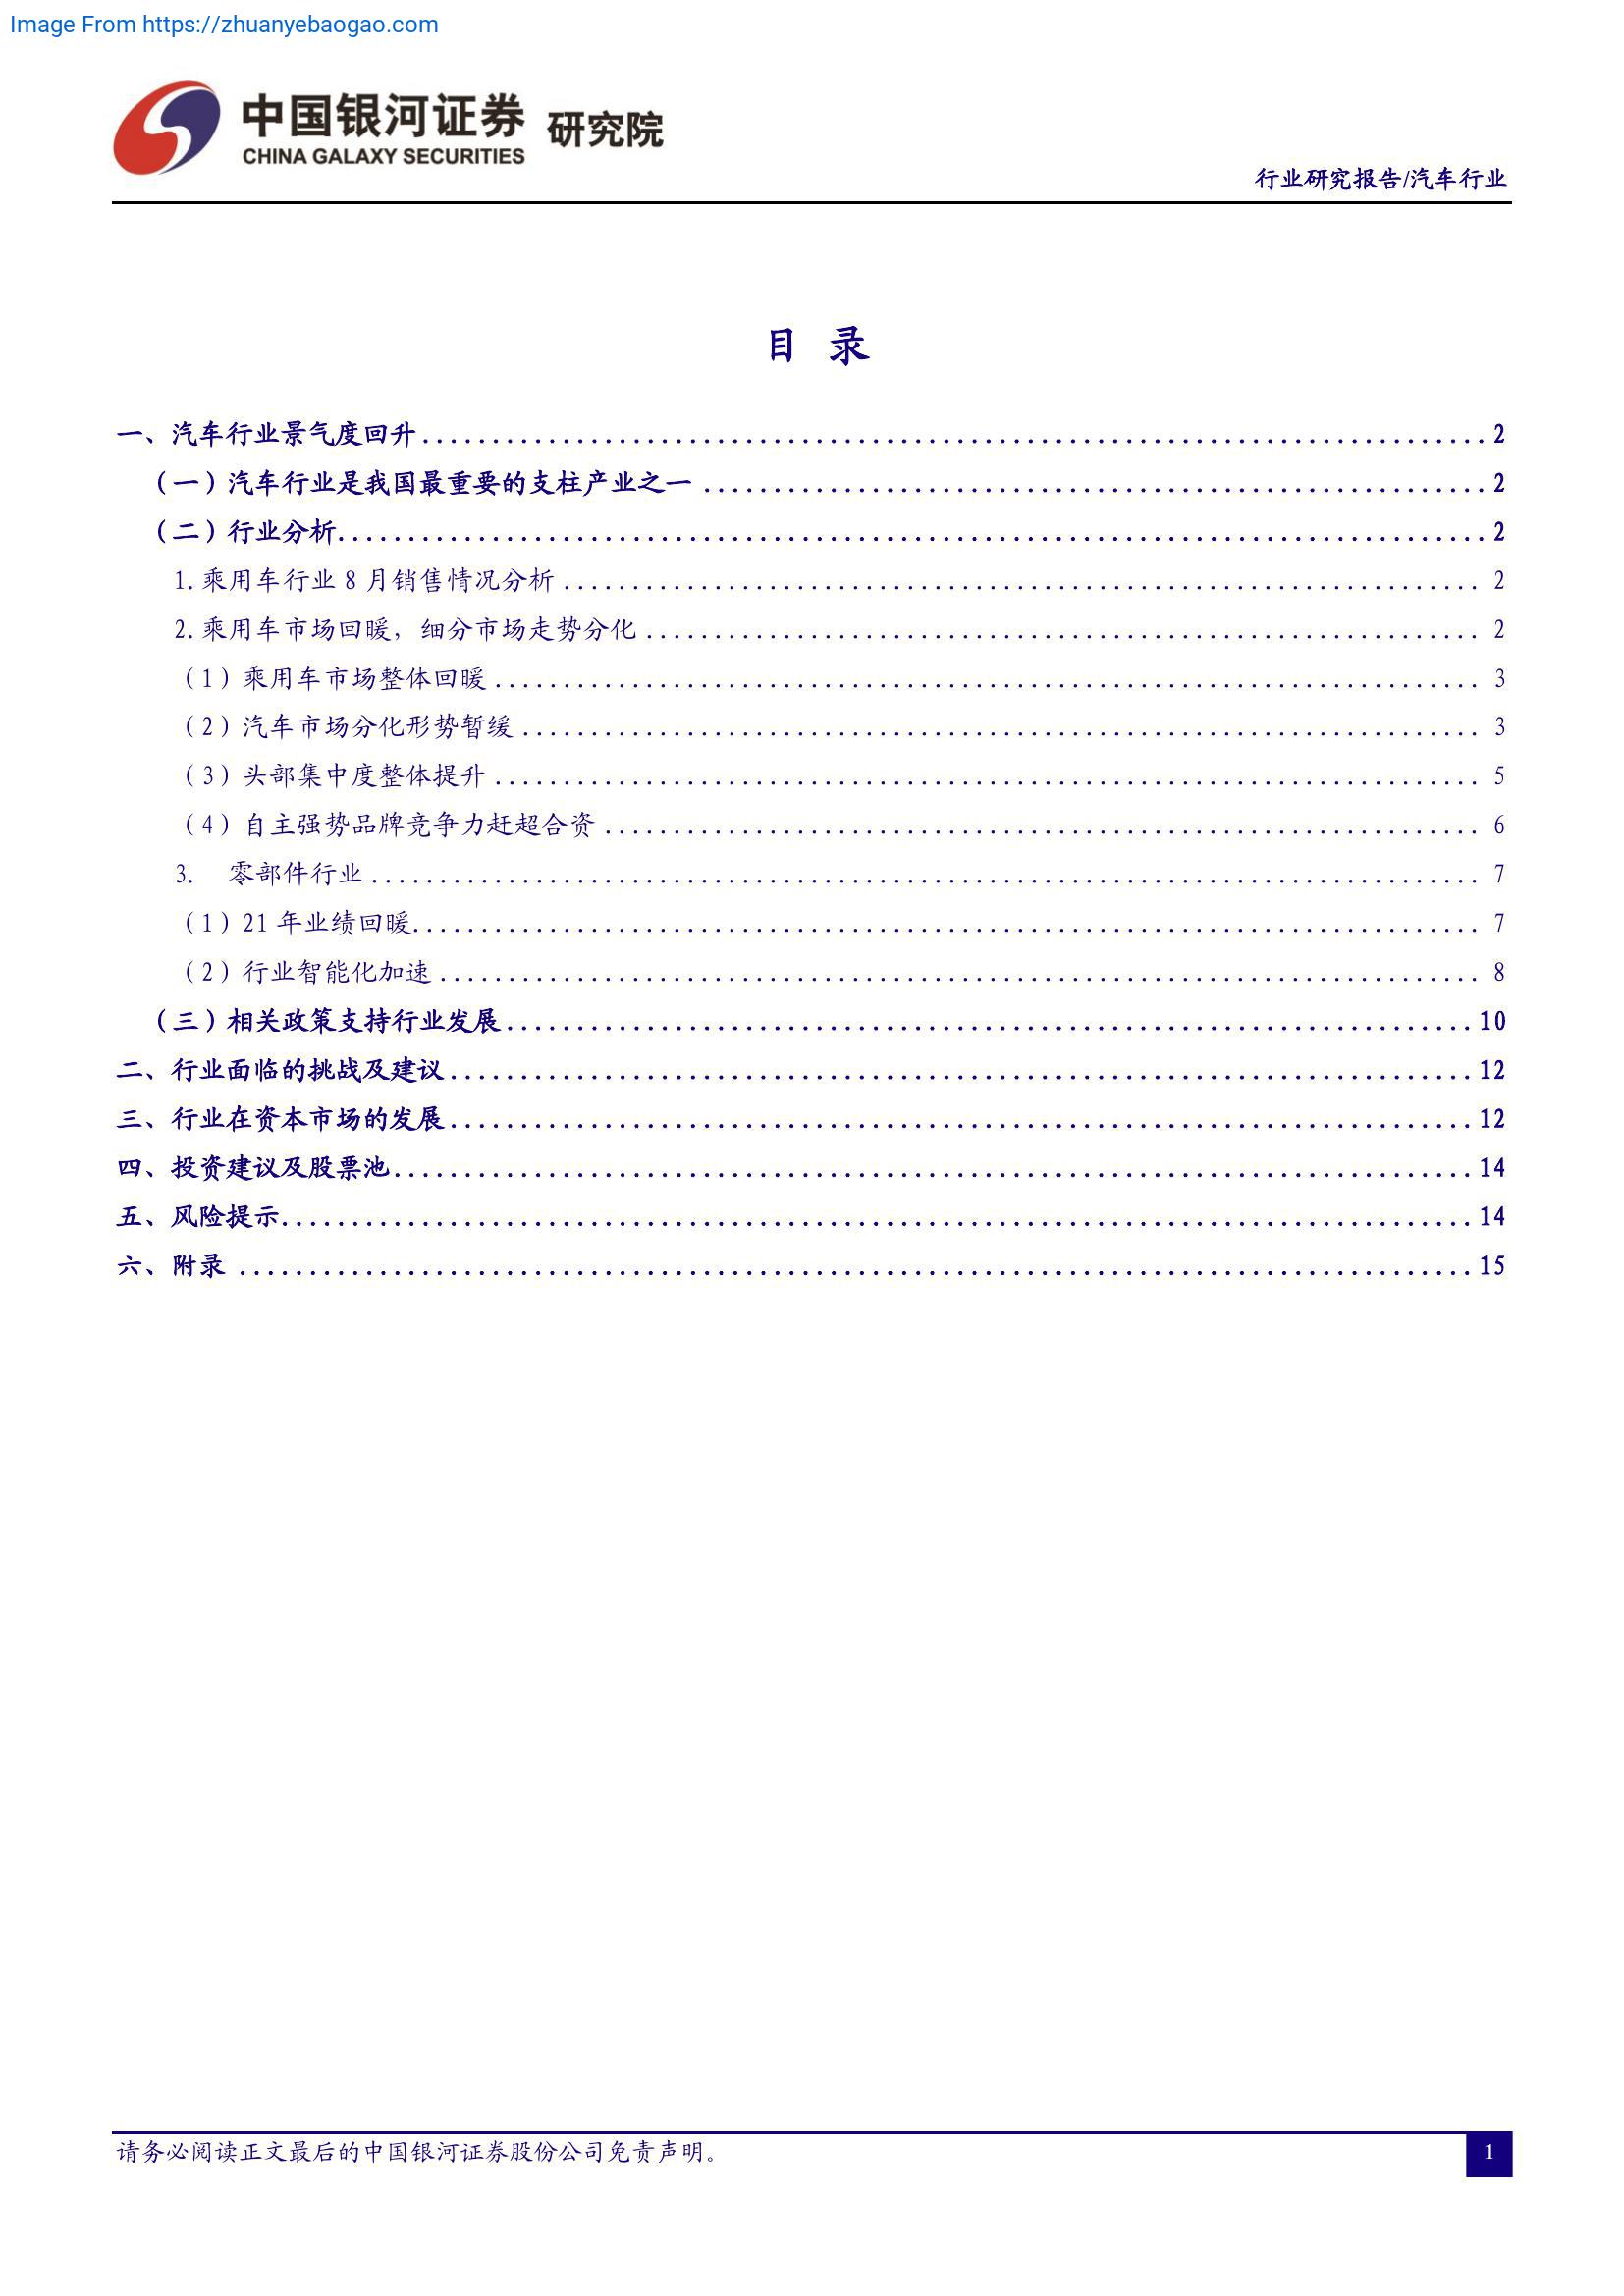 Image From https://zhuanyebaogao.com
中国银河证券 研究院
CHINA GALAXY SECURITIES
行业研究报告/汽车行业
目 录
一、汽车行业景气度回升........................................................................2
（一）汽车行业是我国最重要的支柱产业之一 ........................................................2
（二）行业分析..................................................................................2
1.乘用车行业 8 月销售情况分析 .................................................................. 2
2.乘用车市场回暖，细分市场走势分化 ............................................................ 2
（1）乘用车市场整体回暖 ........................................................................ 3
（2）汽车市场分化形势暂缓 ...................................................................... 3
（3）头部集中度整体提升 ........................................................................ 5
（4）自主强势品牌竞争力赶超合资 ................................................................ 6
3. 零部件行业 ................................................................................. 7
（1）21 年业绩回暖.............................................................................. 7
（2）行业智能化加速 ............................................................................ 8
（三）相关政策支持行业发展.....................................................................10
二、行业面临的挑战及建议.........................................................................12
三、行业在资本市场的发展.........................................................................12
四、投资建议及股票池.............................................................................14
五、风险提示.....................................................................................14
六、附录 ........................................................................................15
请务必阅读正文最后的中国银河证券股份公司免责声明。
1